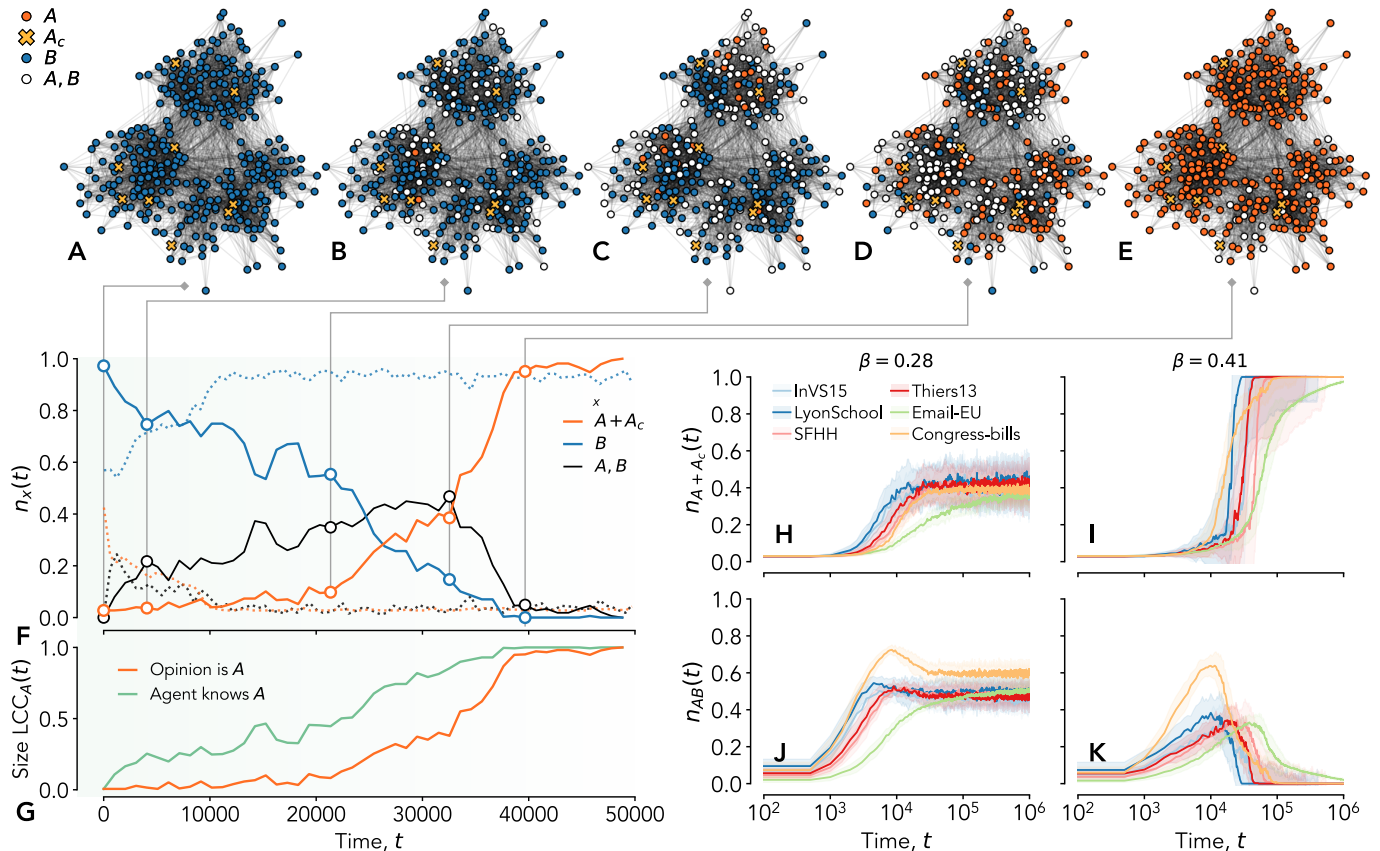 A
A_c
B
A, B
A
B
C
D
E
β = 0.28
β = 0.41
1.0
0.8
0.6
0.4
0.2
0.0
n_x(t)
x
A + A_c
B
A, B
F
1.0
0.5
0.0
Size LCC_A(t)
Opinion is A
Agent knows A
G
0
10000
20000
30000
40000
50000
Time, t
1.0
0.8
0.6
0.4
0.2
0.0
n_{A + A_c}(t)
InVS15
LyonSchool
SFHH
Thiers13
Email-EU
Congress-bills
H
I
1.0
0.8
0.6
0.4
0.2
0.0
n_{AB}(t)
J
K
10^2
10^3
10^4
10^5
10^6
Time, t
10^2
10^3
10^4
10^5
10^6
Time, t